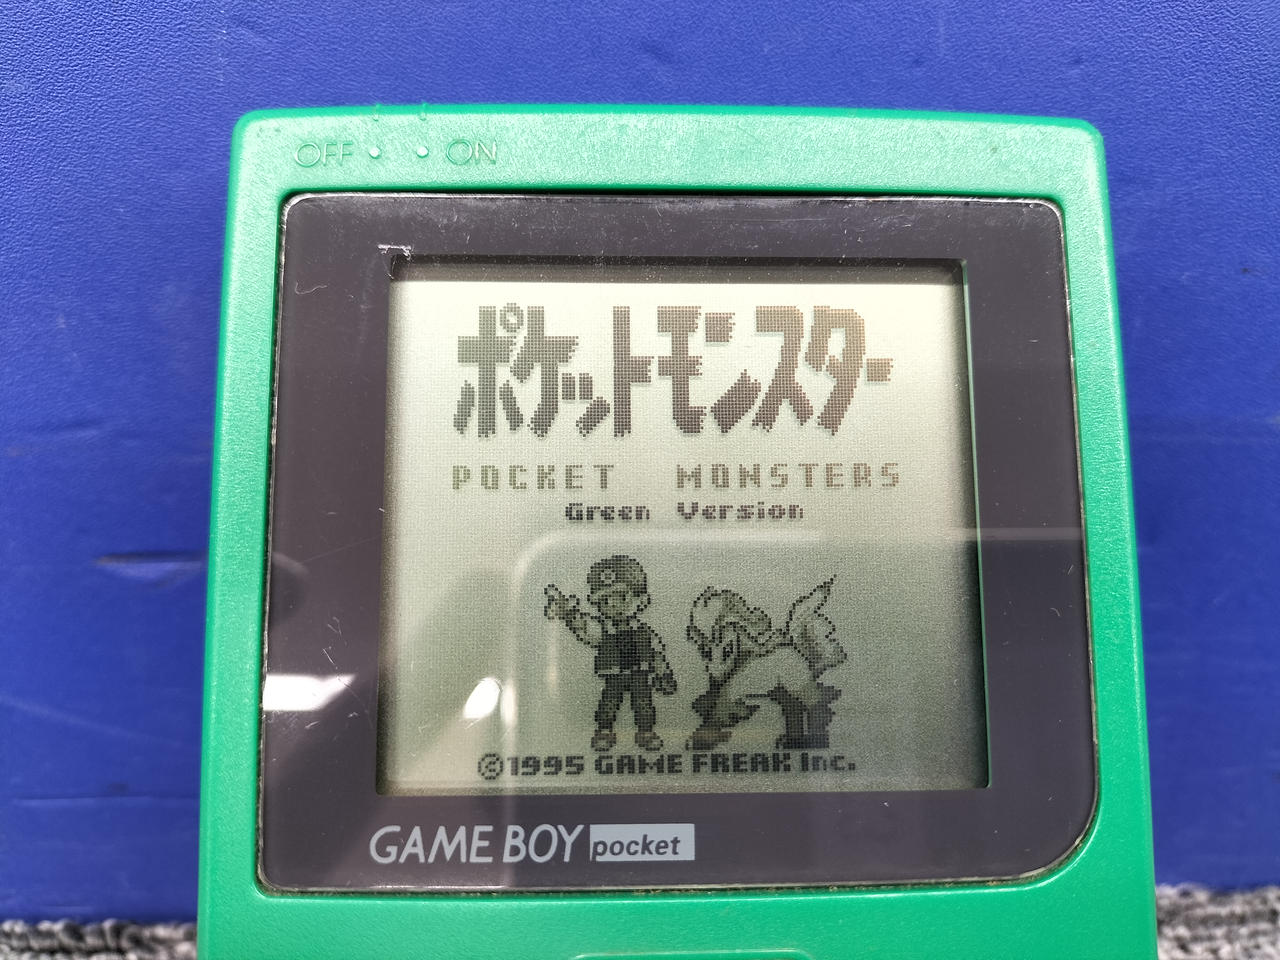 OFF ON
ポケットモンスター
POCKET MONSTERS
Green Version
©1995 GAME FREAK Inc.
GAME BOY pocket